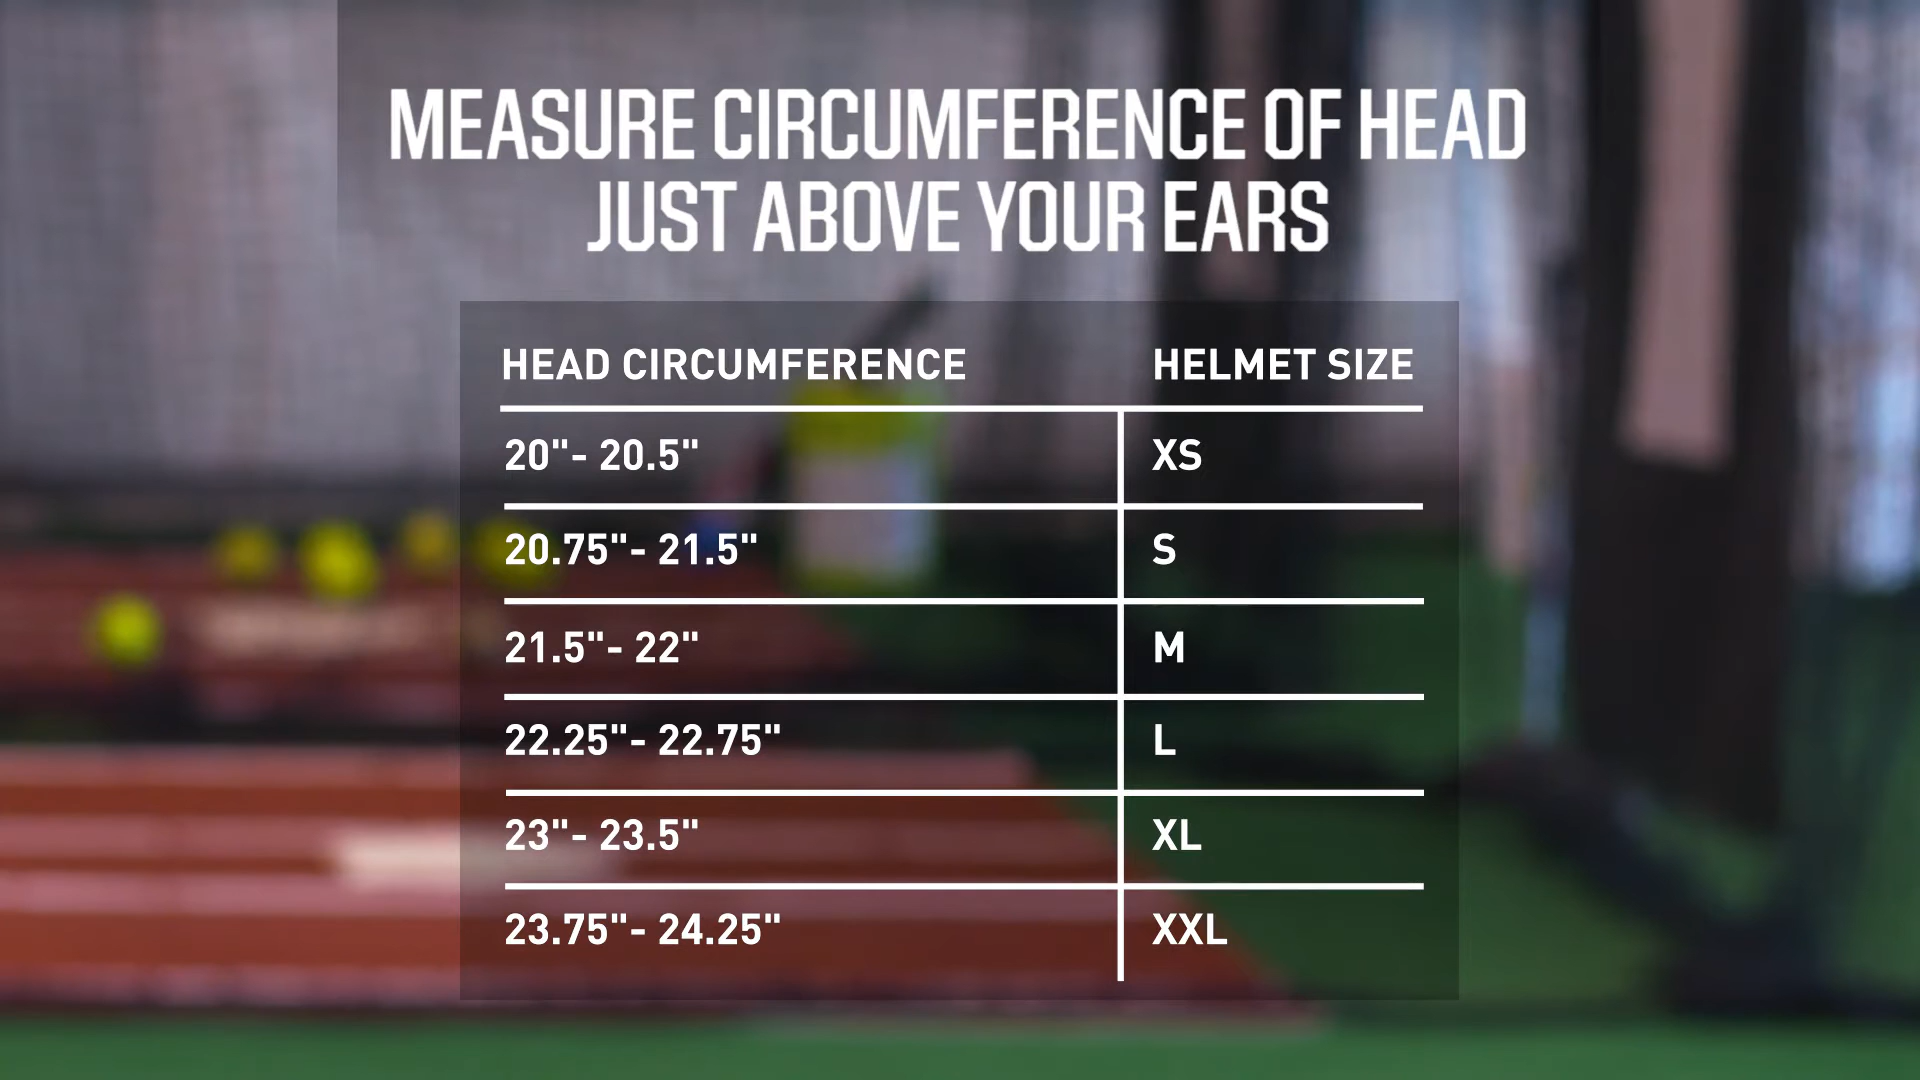 MEASURE CIRCUMFERENCE OF HEAD
JUST ABOVE YOUR EARS
HEAD CIRCUMFERENCE HELMET SIZE
20"- 20.5" XS
20.75"- 21.5" S
21.5"- 22" M
22.25"- 22.75" L
23"- 23.5" XL
23.75"- 24.25" XXL